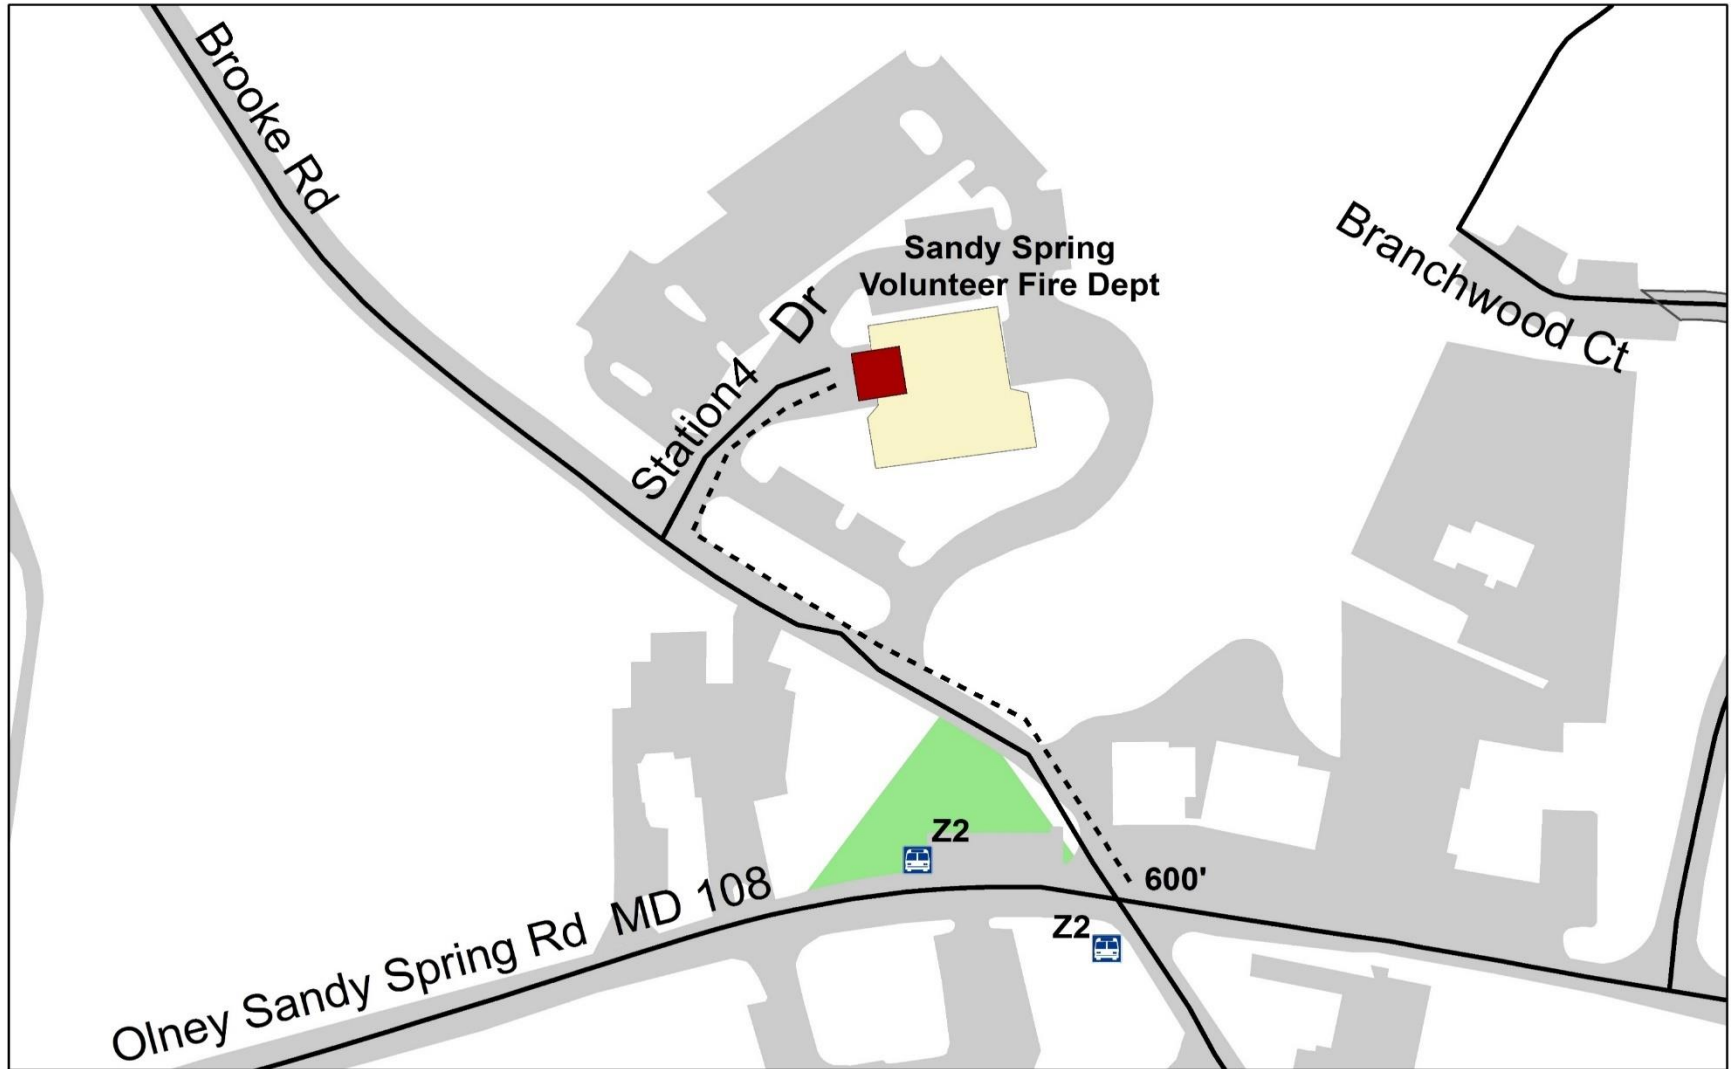 Brooke Rd
Sandy Spring
Volunteer Fire Dept
Branchwood Ct
Station4 Dr
Z2
600'
Z2
Olney Sandy Spring Rd MD 108